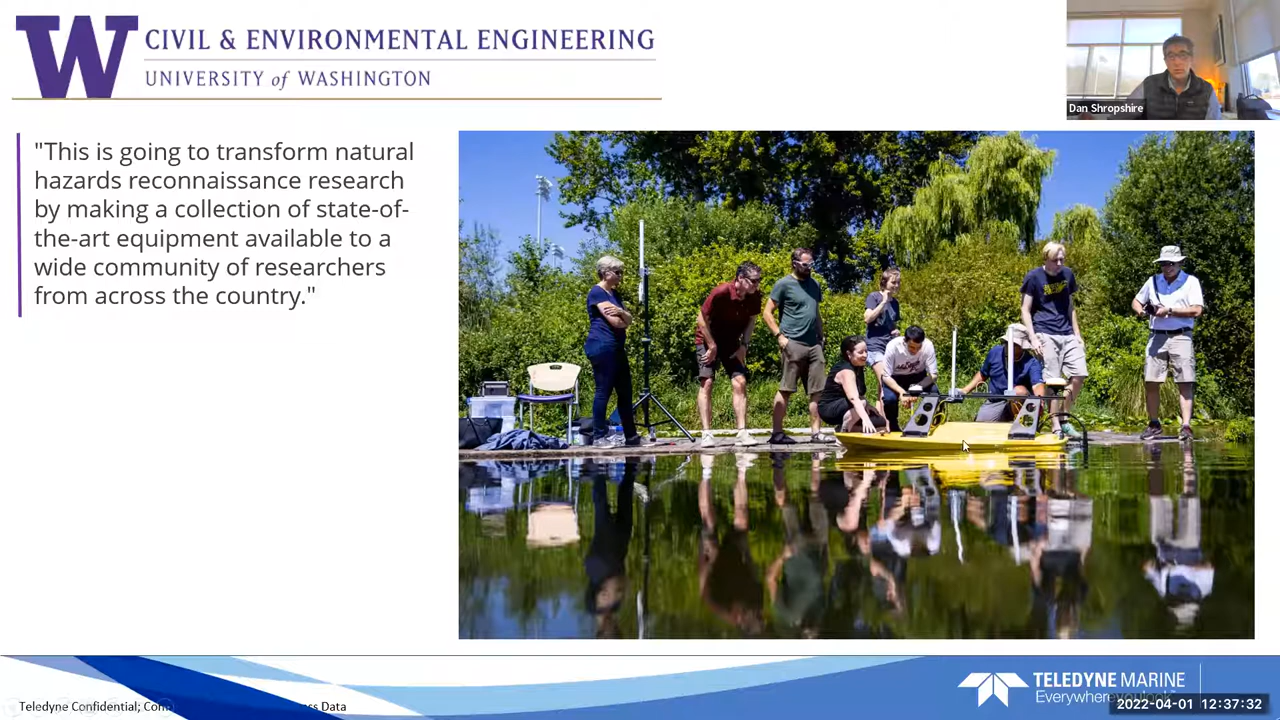 W
CIVIL & ENVIRONMENTAL ENGINEERING
UNIVERSITY of WASHINGTON
Dan Shropshire
"This is going to transform natural
hazards reconnaissance research
by making a collection of state-of-
the-art equipment available to a
wide community of researchers
from across the country."
TELEDYNE MARINE
Everywhereyoulook
Teledyne Confidential; Com
ss Data
2022-04-01 12:37:32